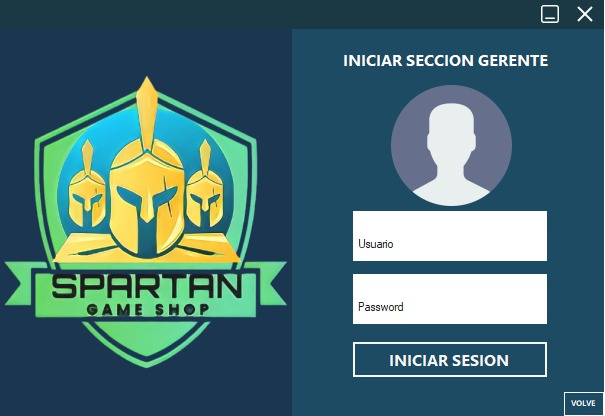 INICIAR SECCION GERENTE
SPARTAN
GAME SHOP
Usuario
Password
INICIAR SESION
VOLVE